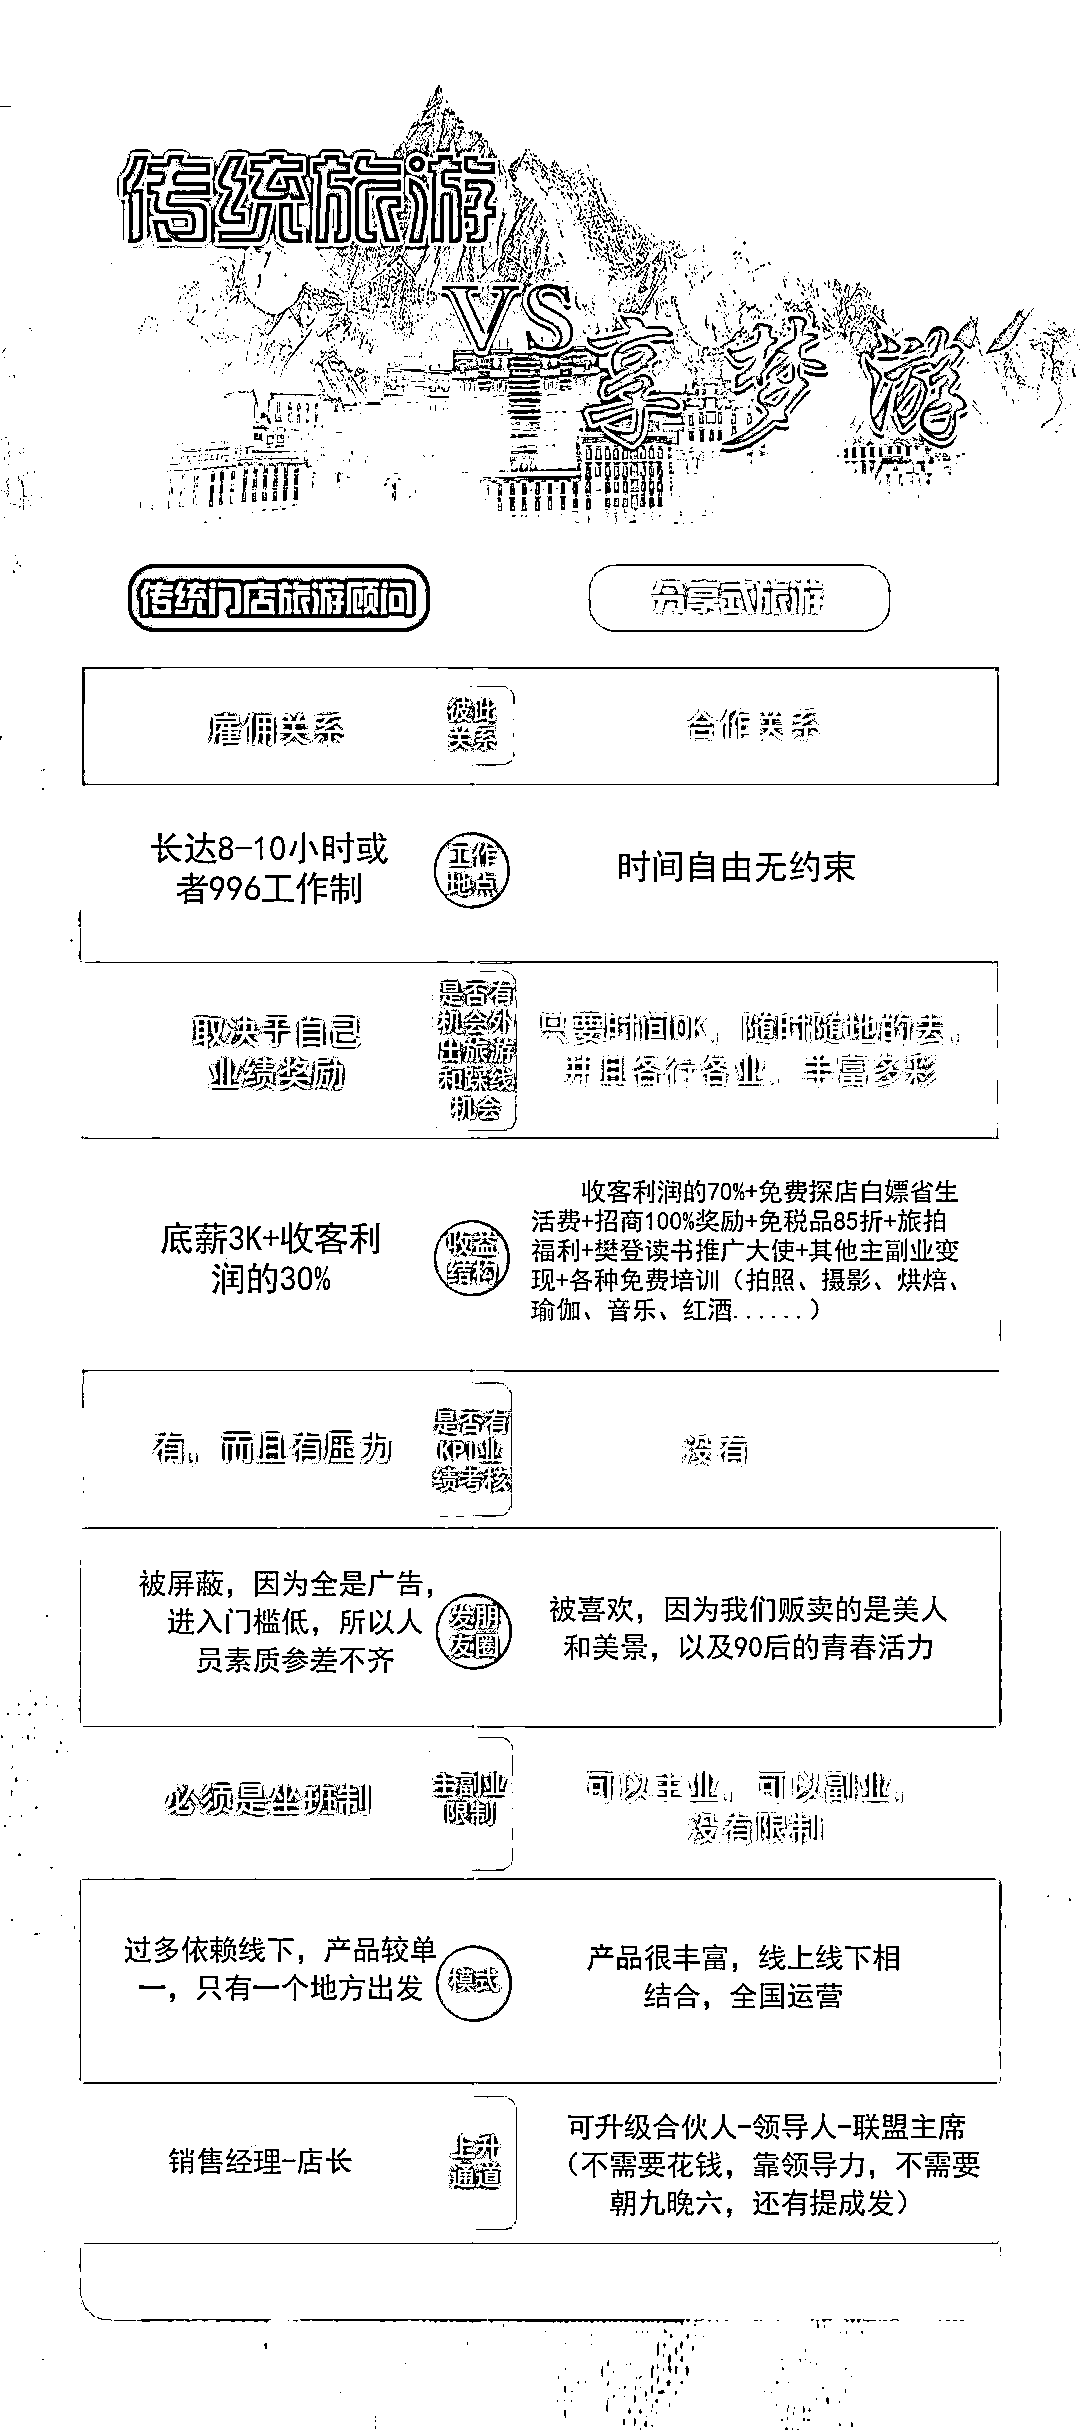 传统旅游
VS
享梦游
传统门店旅游顾问
分享式旅游
雇佣关系
彼此
关系
合作关系
长达8-10小时或
者996工作制
工作
地点
时间自由无约束
取决于自己
业绩奖励
是否有
机会外
出旅游
和踩线
机会
只要时间OK，随时随地的去，
并且各行各业，丰富多彩
底薪3K+收客利
润的30%
收益
结构
收客利润的70%+免费探店白嫖省生
活费+招商100%奖励+免税品85折+旅拍
福利+樊登读书推广大使+其他主副业变
现+各种免费培训（拍照、摄影、烘焙、
瑜伽、音乐、红酒......）
有，而且有压力
是否有
KPI业
绩考核
没有
被屏蔽，因为全是广告，
进入门槛低，所以人
员素质参差不齐
发朋
友圈
被喜欢，因为我们贩卖的是美人
和美景，以及90后的青春活力
必须是坐班制
主副业
限制
可以主业，可以副业，
没有限制
过多依赖线下，产品较单
一，只有一个地方出发
模式
产品很丰富，线上线下相
结合，全国运营
销售经理-店长
上升
通道
可升级合伙人-领导人-联盟主席
（不需要花钱，靠领导力，不需要
朝九晚六，还有提成发）